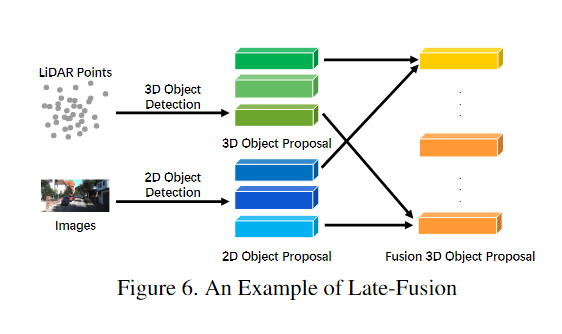 LiDAR Points
3D Object
Detection
3D Object Proposal
2D Object
Detection
Images
2D Object Proposal
Fusion 3D Object Proposal
Figure 6. An Example of Late-Fusion